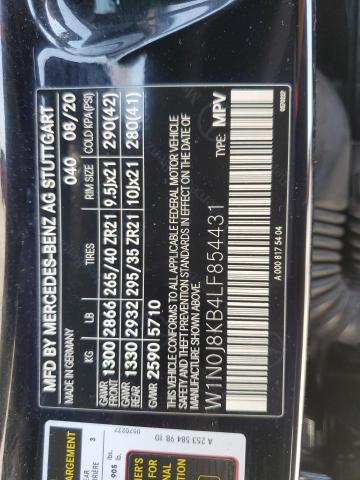 MFD BY MERCEDES-BENZ AG STUTTGART
MADE IN GERMANY 040 08/20
KG LB TIRES RIM SIZE COLD KPA(PSI)
GAWR FRONT 1300 2866 265/40 ZR21 9.5Jx21 290(42)
GAWR REAR 1330 2932 295/35 ZR21 10Jx21 280(41)
GVWR 2590 5710
THIS VEHICLE CONFORMS TO ALL APPLICABLE FEDERAL MOTOR VEHICLE
SAFETY AND THEFT PREVENTION STANDARDS IN EFFECT ON THE DATE OF
MANUFACTURE SHOWN ABOVE.
W1N0J8KB4LF854431 TYPE: MPV
A 000 817 54 04
0570227
A 253 584 98 10
3
905 lbs.